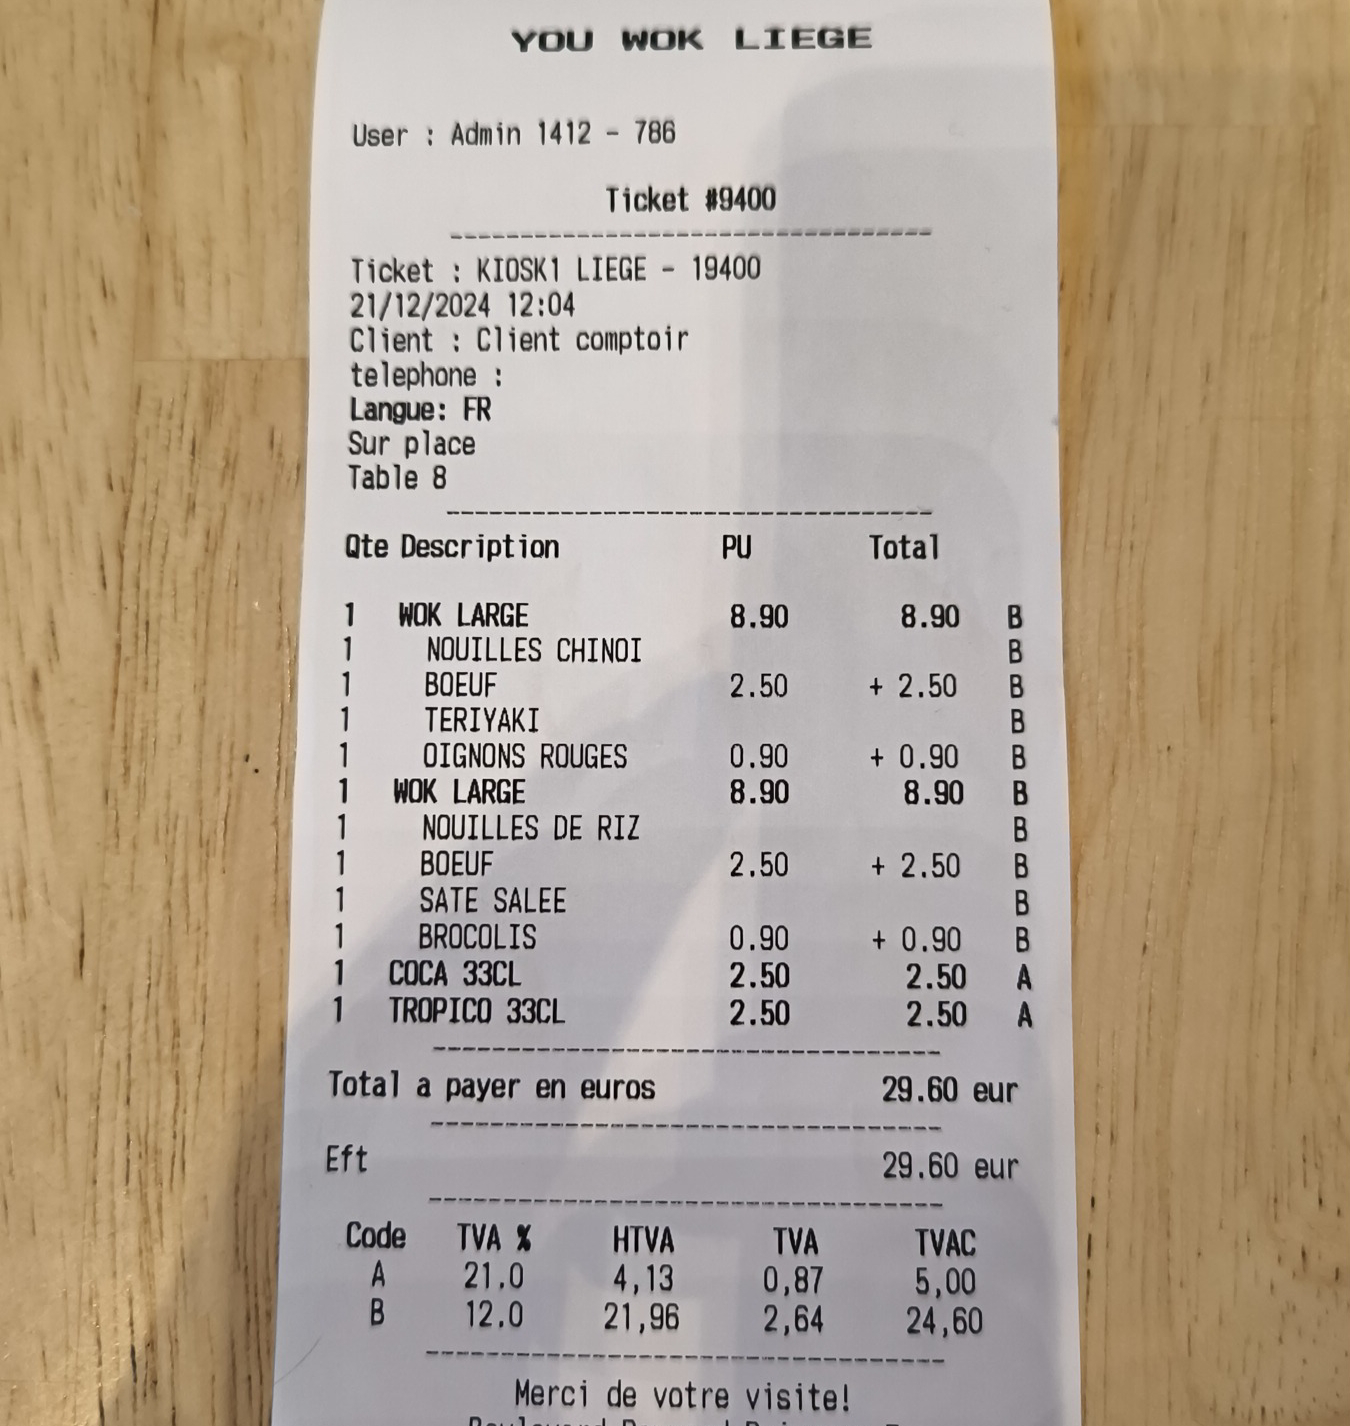 YOU WOK LIEGE
User : Admin 1412 - 786
Ticket #9400
Ticket : KIOSK1 LIEGE - 19400
21/12/2024 12:04
Client : Client comptoir
telephone :
Langue: FR
Sur place
Table 8
Qte Description PU Total
1 WOK LARGE 8.90 8.90 B
1 NOUILLES CHINOI B
1 BOEUF 2.50 + 2.50 B
1 TERIYAKI B
1 OIGNONS ROUGES 0.90 + 0.90 B
1 WOK LARGE 8.90 8.90 B
1 NOUILLES DE RIZ B
1 BOEUF 2.50 + 2.50 B
1 SATE SALEE B
1 BROCOLIS 0.90 + 0.90 B
1 COCA 33CL 2.50 2.50 A
1 TROPICO 33CL 2.50 2.50 A
Total a payer en euros 29.60 eur
Eft 29.60 eur
Code TVA % HTVA TVA TVAC
A 21.0 4,13 0,87 5,00
B 12.0 21,96 2,64 24,60
Merci de votre visite!